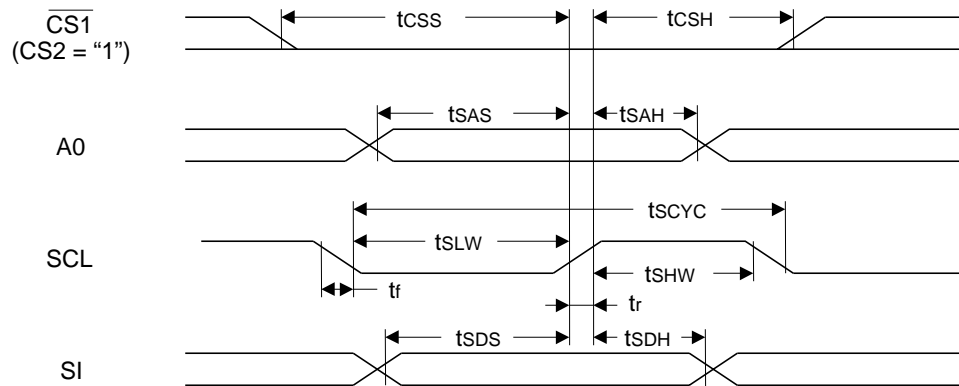 CS1 tCSS tCSH
(CS2 = “1”)
tSAS tSAH
A0
tSCYC
SCL tSLW
tSHW
tf tr
tSDS tSDH
SI